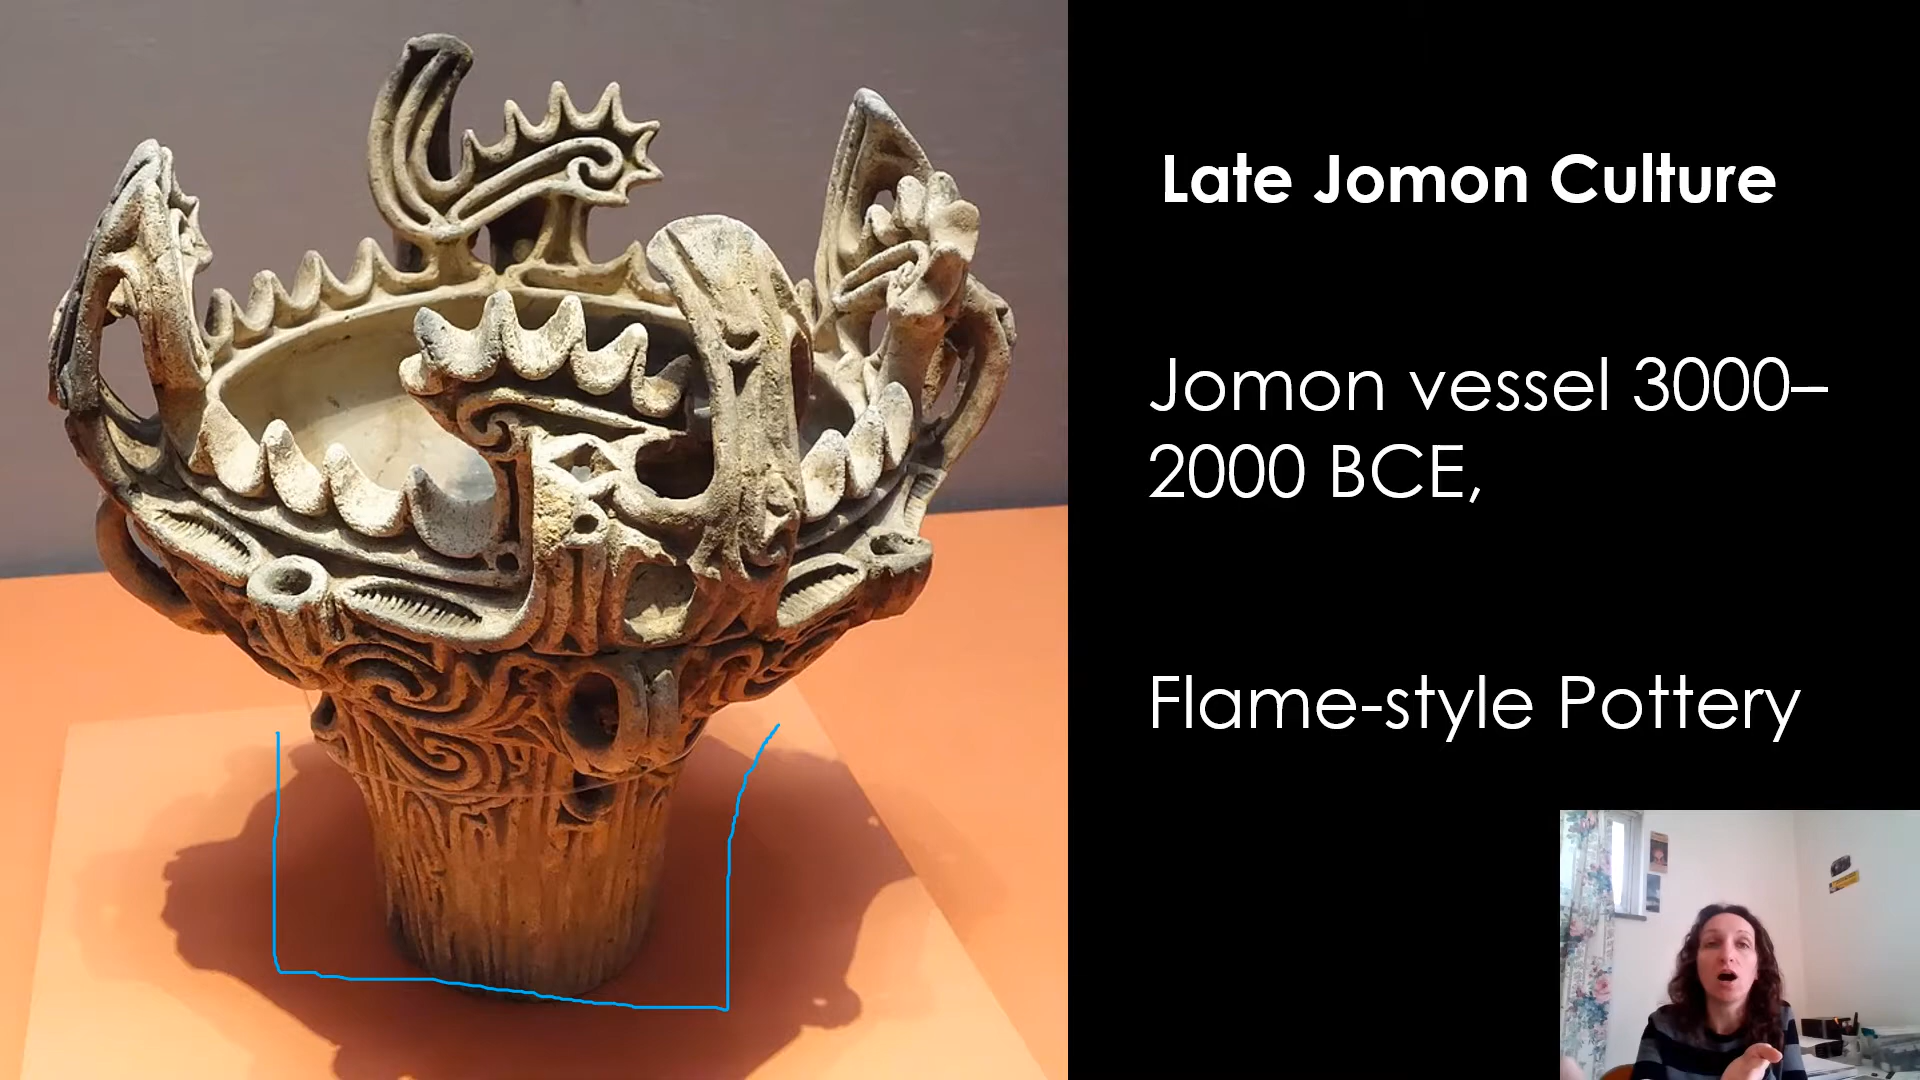 Late Jomon Culture
Jomon vessel 3000–
2000 BCE,
Flame-style Pottery